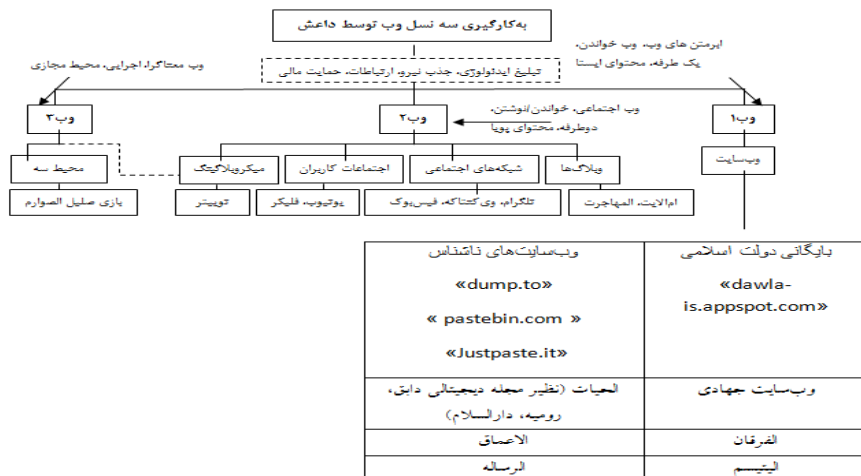 به‌کارگیری سه نسل وب توسط داعش
ابرمتن های وب، وب خواندن،
یک طرفه، محتوای ایستا
تبلیغ ایدئولوژی، جذب نیرو، ارتباطات، حمایت مالی
وب معناگرا، اجرایی، محیط مجازی
وب۱
وب اجتماعی، خواندن/نوشتن،
دوطرفه، محتوای پویا
وب۲
وب۳
وب‌سایت
وبلاگ‌ها
شبکه‌های اجتماعی
اجتماعات کاربران
میکروبلاگینگ
محیط سه
ام‌الایت، المهاجرت
تلگرام، وی‌کنتاکه، فیس‌بوک
یوتیوب، فلیکر
توییتر
بازی صلیل الصوارم
بایگانی دولت اسلامی
«dawla-
is.appspot.com»
وب‌سایت‌های ناشناس
«dump.to»
« pastebin.com »
«Justpaste.it»
وب‌سایت جهادی
الحیات (نظیر مجله دیجیتالی دابق،
رومیه، دارالسلام)
الفرقان
الاعماق
الیتیسم
الرساله